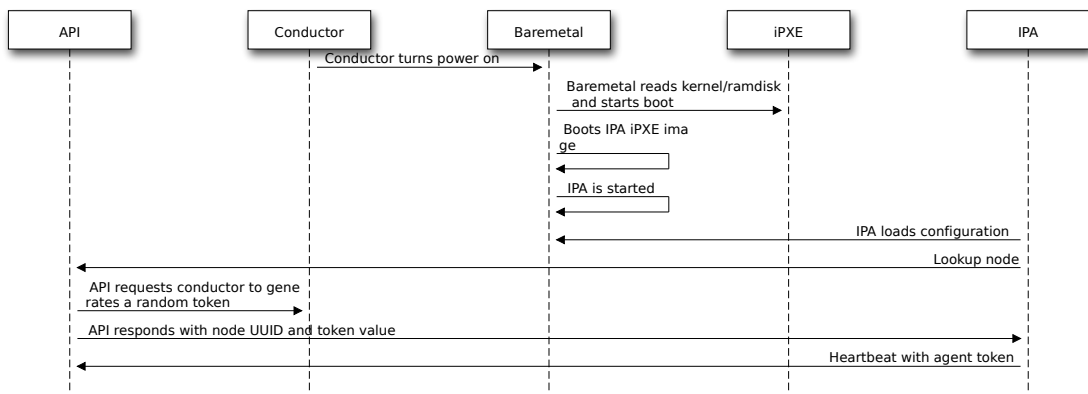 API
Conductor
Baremetal
iPXE
IPA
Conductor turns power on
Baremetal reads kernel/ramdisk
and starts boot
Boots IPA iPXE ima
ge
IPA is started
IPA loads configuration
Lookup node
API requests conductor to gene
rates a random token
API responds with node UUID and token value
Heartbeat with agent token